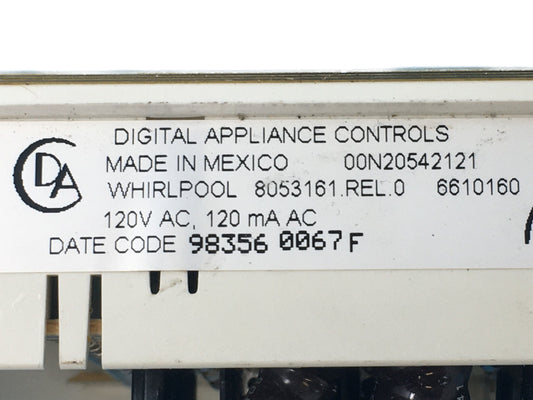 DA
DIGITAL APPLIANCE CONTROLS
MADE IN MEXICO 00N20542121
WHIRLPOOL 8053161.REL.0 6610160
120V AC, 120 mA AC
DATE CODE 98356 0067F